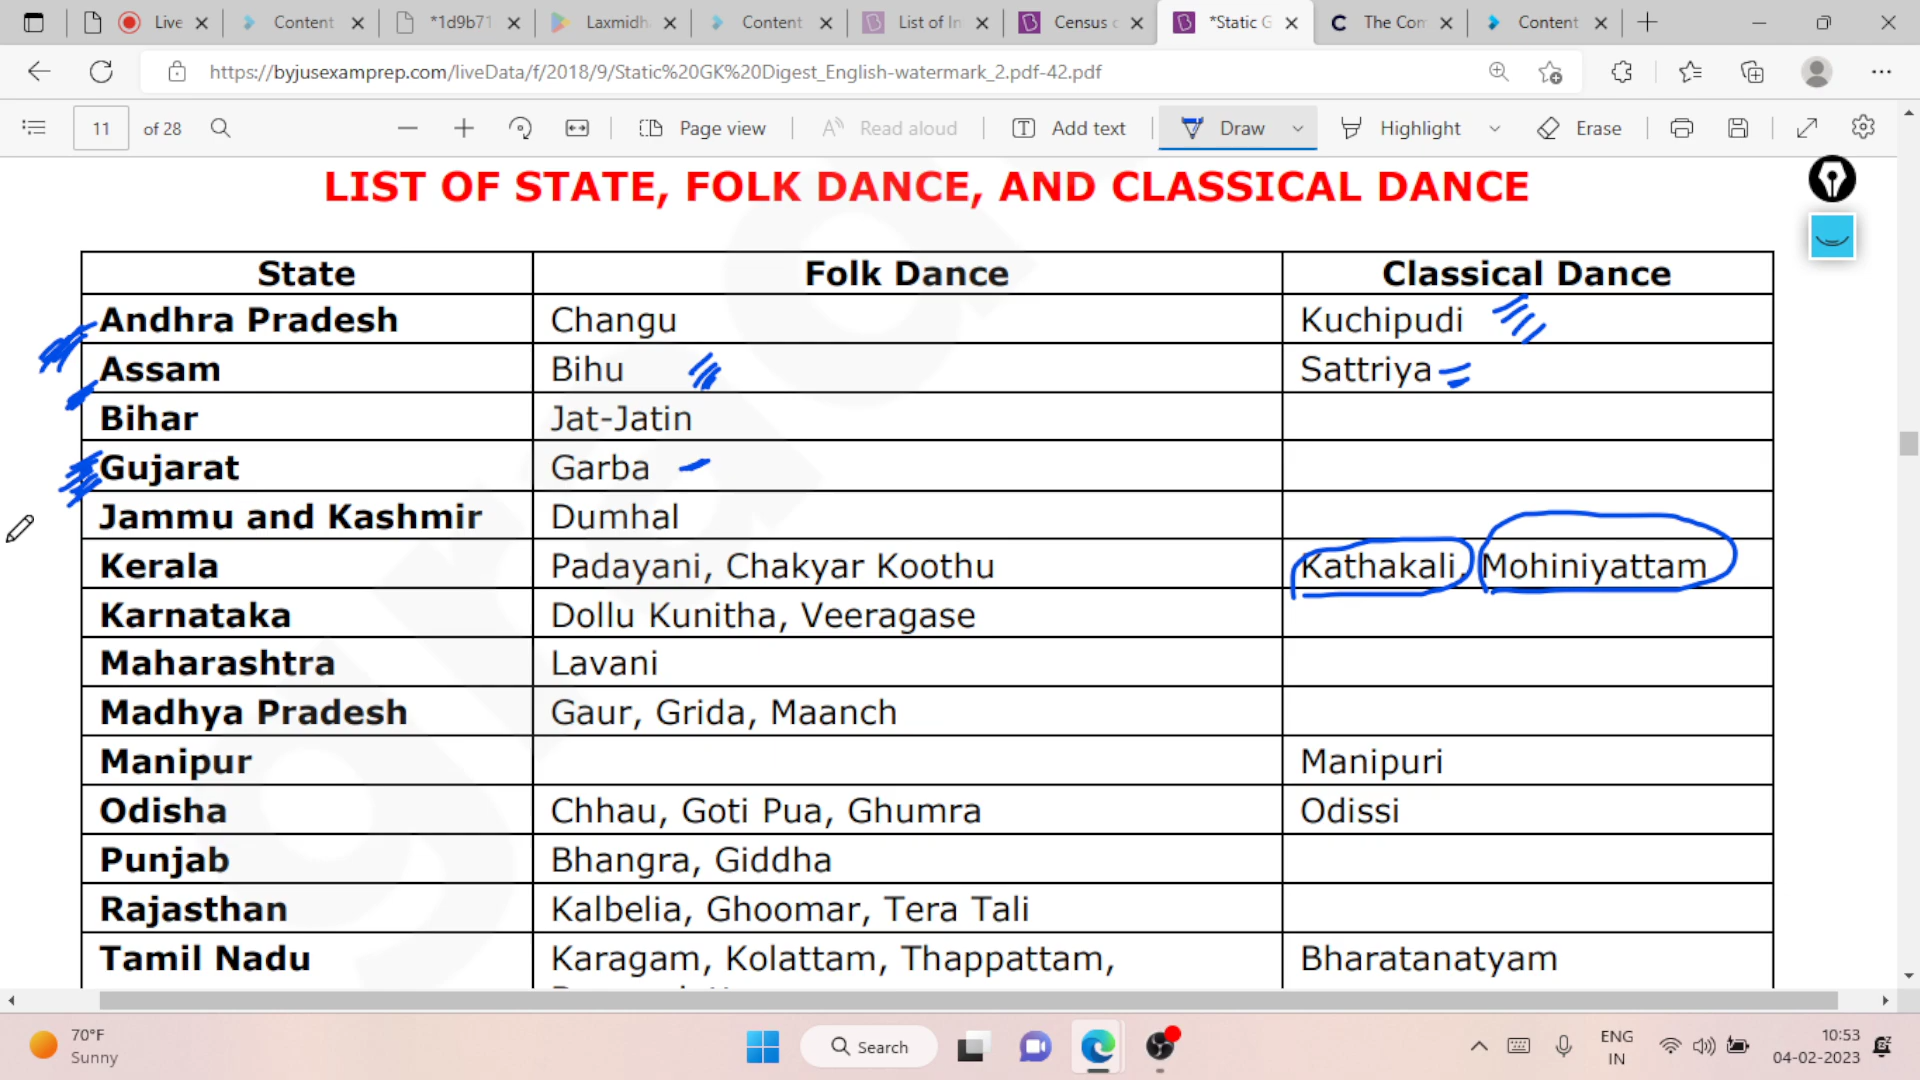 Live
Content
*1d9b71
Laxmidh
Content
List of In
Census c
*Static G
The Com
Content
https://byjusexamprep.com/liveData/f/2018/9/Static%20GK%20Digest_English-watermark_2.pdf-42.pdf
11 of 28
Page view
Read aloud
Add text
Draw
Highlight
Erase
LIST OF STATE, FOLK DANCE, AND CLASSICAL DANCE
State Folk Dance Classical Dance
Andhra Pradesh Changu Kuchipudi
Assam Bihu Sattriya
Bihar Jat-Jatin
Gujarat Garba
Jammu and Kashmir Dumhal
Kerala Padayani, Chakyar Koothu Kathakali, Mohiniyattam
Karnataka Dollu Kunitha, Veeragase
Maharashtra Lavani
Madhya Pradesh Gaur, Grida, Maanch
Manipur Manipuri
Odisha Chhau, Goti Pua, Ghumra Odissi
Punjab Bhangra, Giddha
Rajasthan Kalbelia, Ghoomar, Tera Tali
Tamil Nadu Karagam, Kolattam, Thappattam, Bharatanatyam
70°F
Sunny
Search
ENG
IN
10:53
04-02-2023